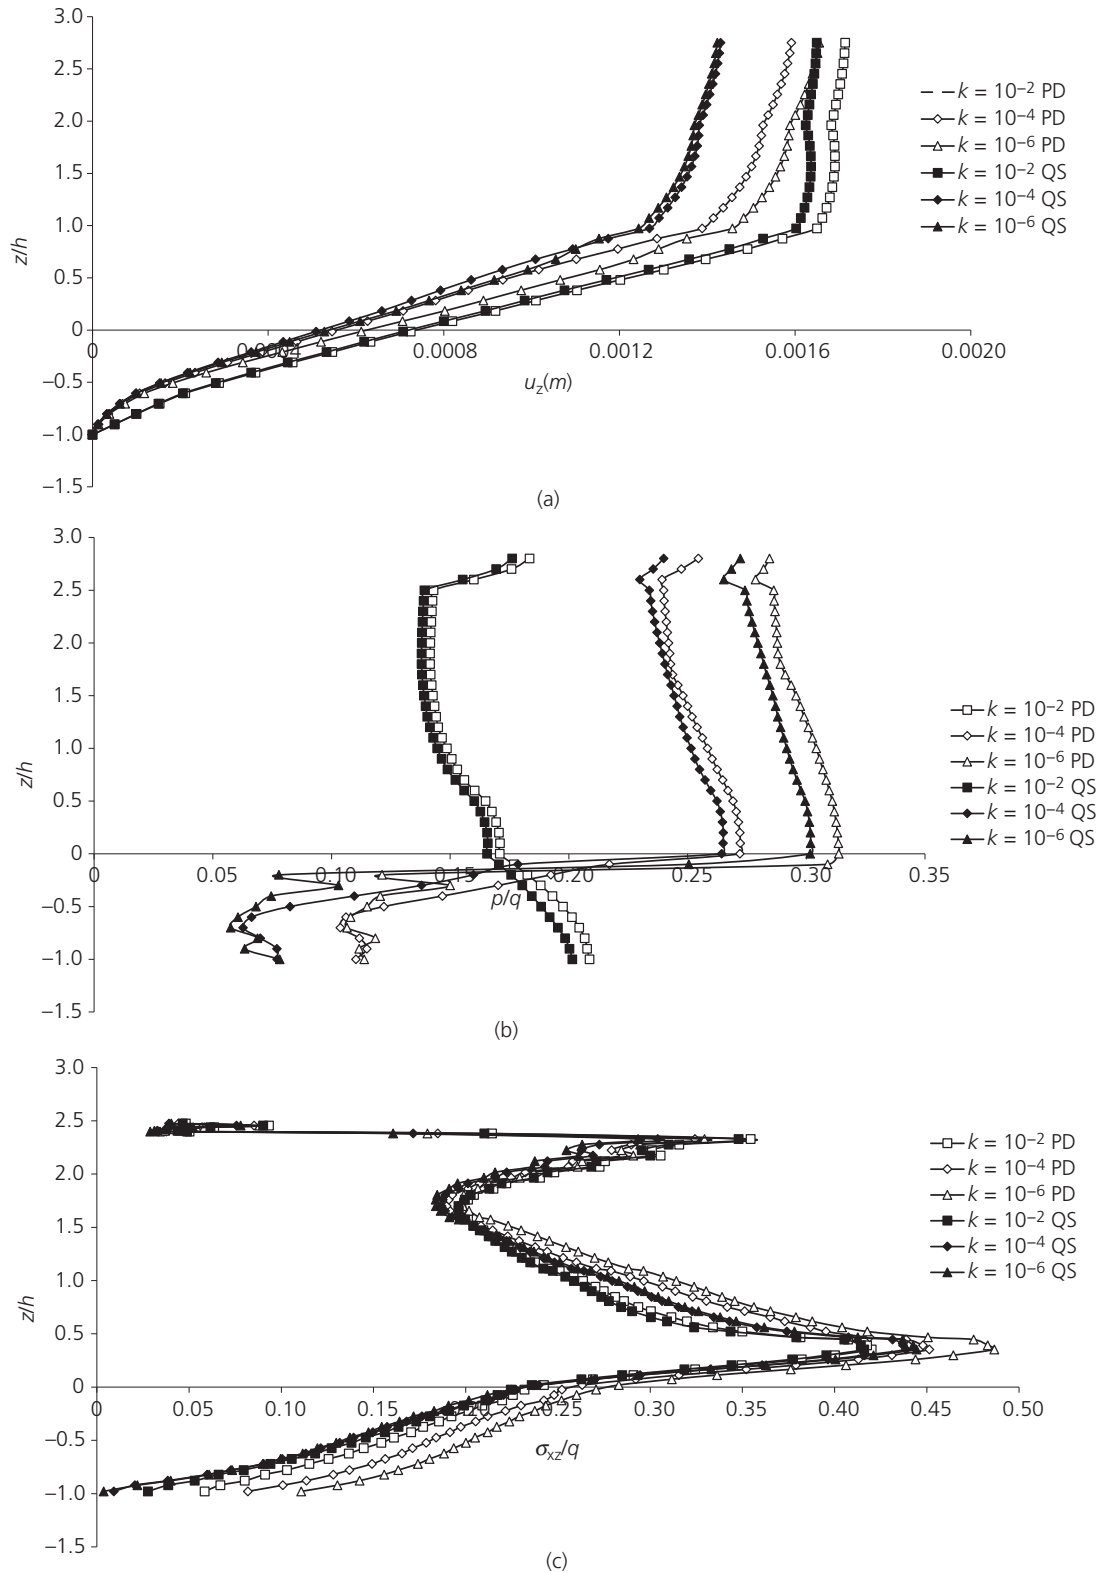 3.0
2.5
2.0
1.5
1.0
0.5
0
−0.5
−1.0
−1.5
z/h
0
0.0004
0.0008
0.0012
0.0016
0.0020
u_z(m)
k = 10⁻² PD
k = 10⁻⁴ PD
k = 10⁻⁶ PD
k = 10⁻² QS
k = 10⁻⁴ QS
k = 10⁻⁶ QS
(a)
3.0
2.5
2.0
1.5
1.0
0.5
0
−0.5
−1.0
−1.5
z/h
0
0.05
0.10
0.15
0.20
0.25
0.30
0.35
p/q
k = 10⁻² PD
k = 10⁻⁴ PD
k = 10⁻⁶ PD
k = 10⁻² QS
k = 10⁻⁴ QS
k = 10⁻⁶ QS
(b)
3.0
2.5
2.0
1.5
1.0
0.5
0
−0.5
−1.0
−1.5
z/h
0
0.05
0.10
0.15
0.20
0.25
0.30
0.35
0.40
0.45
0.50
σ_xz/q
k = 10⁻² PD
k = 10⁻⁴ PD
k = 10⁻⁶ PD
k = 10⁻² QS
k = 10⁻⁴ QS
k = 10⁻⁶ QS
(c)